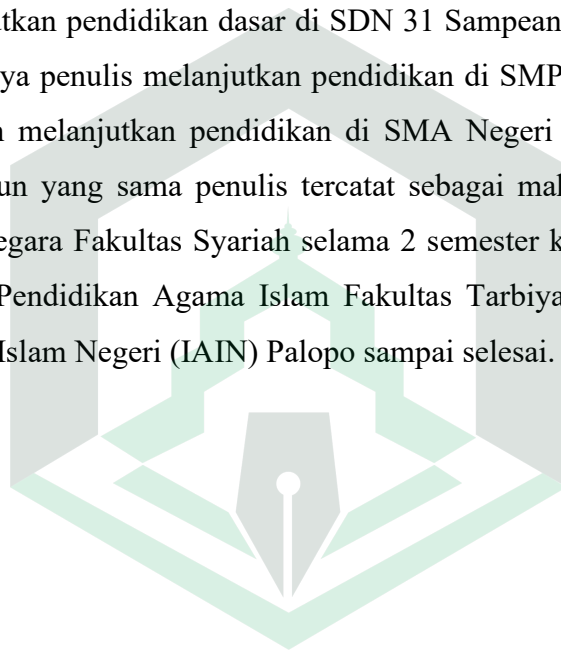 utkan pendidikan dasar di SDN 31 Sampean
ya penulis melanjutkan pendidikan di SMP
melanjutkan pendidikan di SMA Negeri
un yang sama penulis tercatat sebagai mal
egara Fakultas Syariah selama 2 semester k
Pendidikan Agama Islam Fakultas Tarbiya
Islam Negeri (IAIN) Palopo sampai selesai.